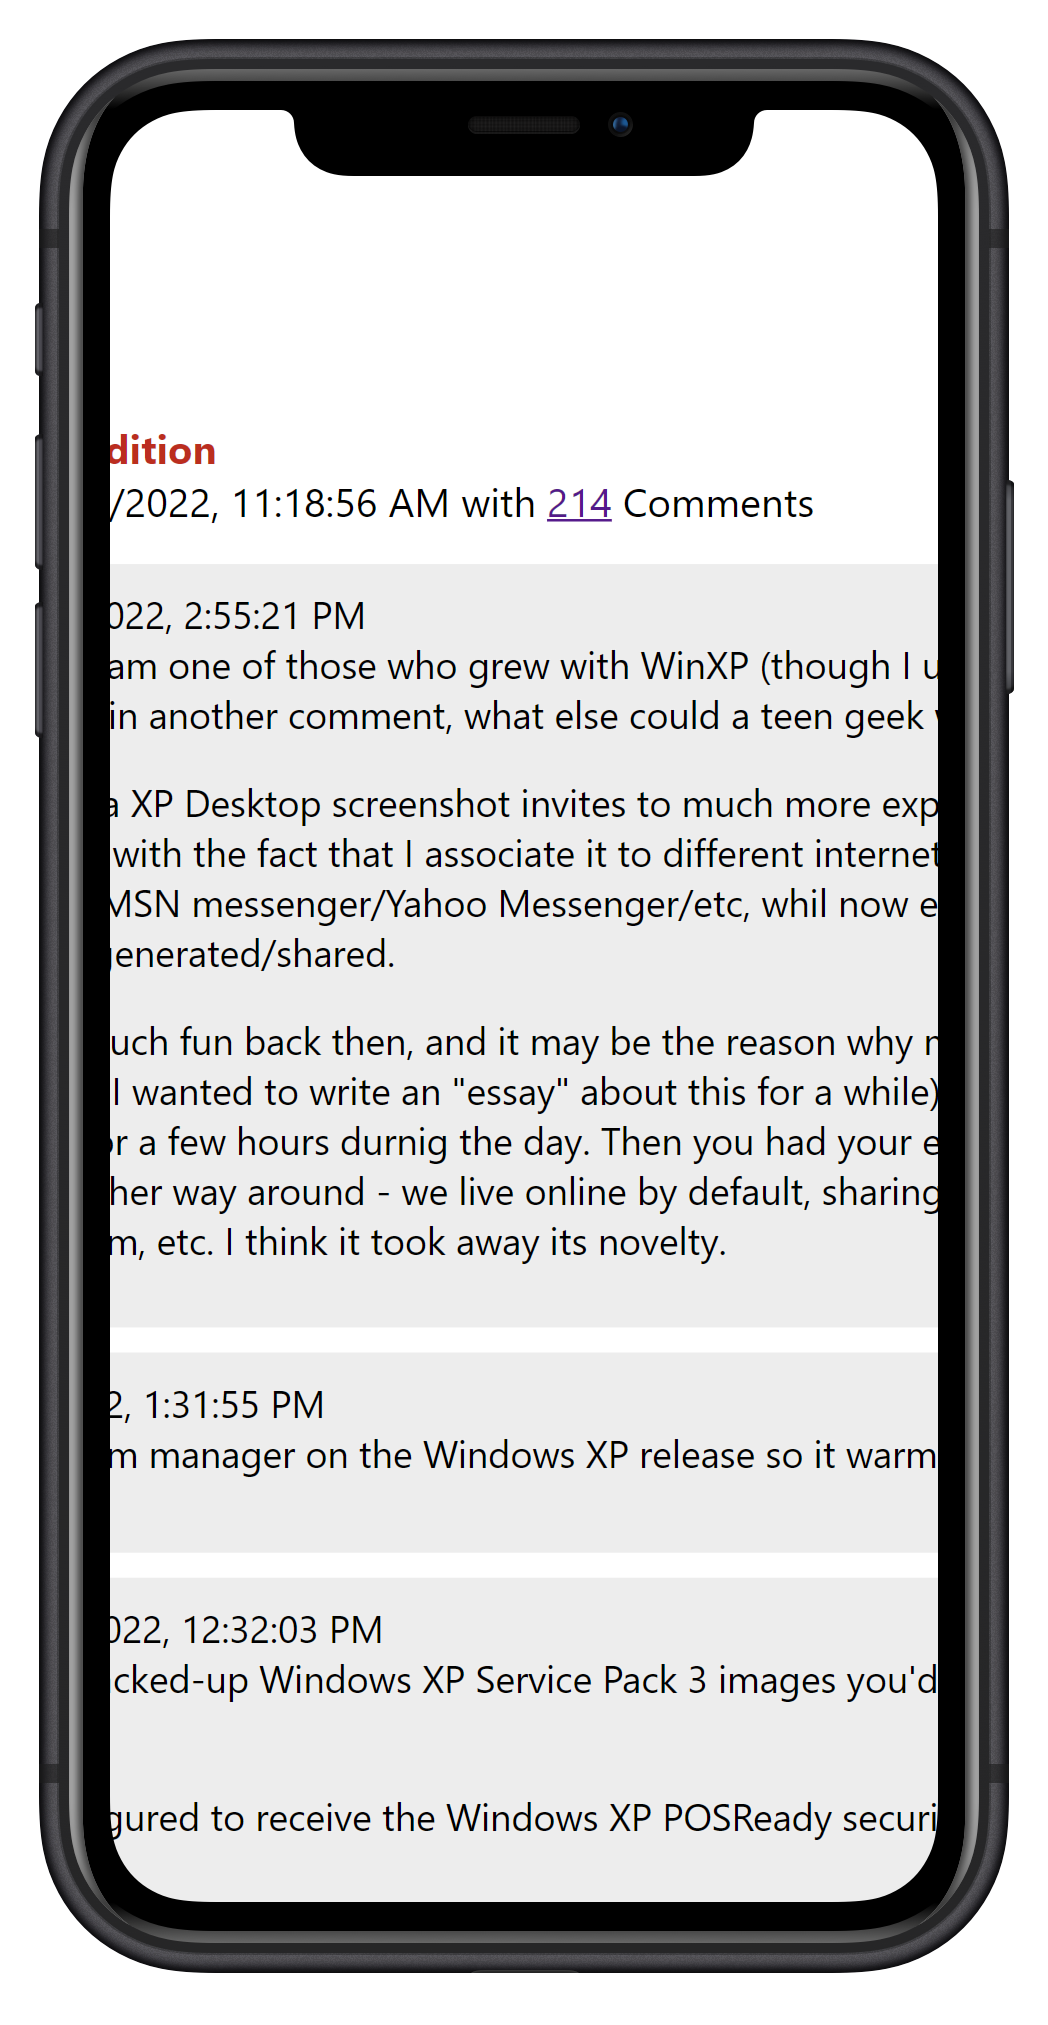 dition
/2022, 11:18:56 AM with 214 Comments
022, 2:55:21 PM
am one of those who grew with WinXP (though I u
in another comment, what else could a teen geek
a XP Desktop screenshot invites to much more exp
with the fact that I associate it to different internet
MSN messenger/Yahoo Messenger/etc, whil now e
generated/shared.
uch fun back then, and it may be the reason why
I wanted to write an "essay" about this for a while)
or a few hours durnig the day. Then you had your e
her way around - we live online by default, sharing
m, etc. I think it took away its novelty.
2, 1:31:55 PM
m manager on the Windows XP release so it warm
022, 12:32:03 PM
cked-up Windows XP Service Pack 3 images you'd
gured to receive the Windows XP POSReady securi